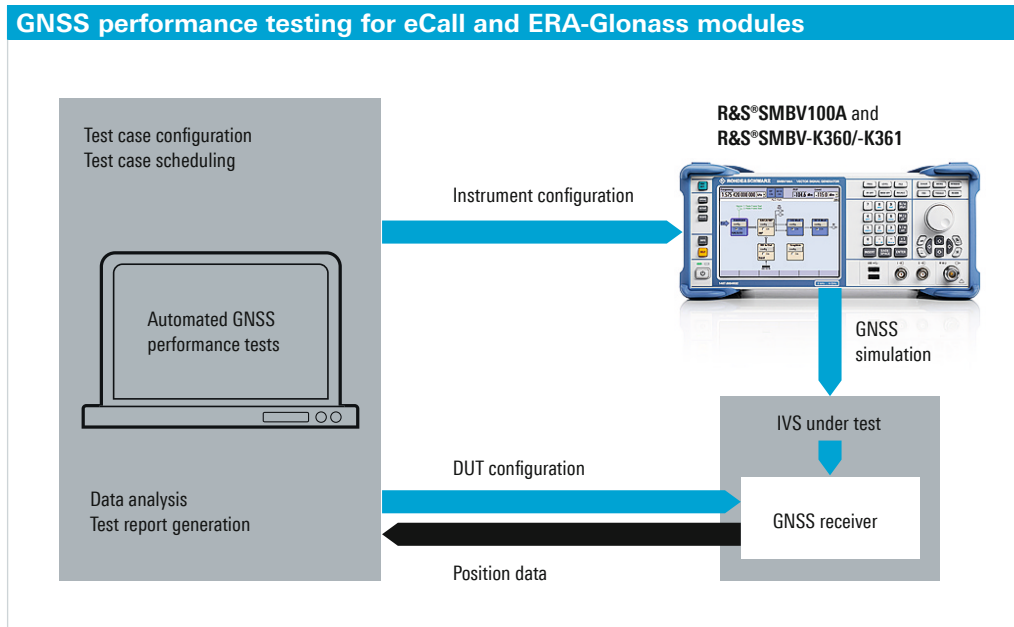 GNSS performance testing for eCall and ERA-Glonass modules
Test case configuration
Test case scheduling
Automated GNSS
performance tests
Data analysis
Test report generation
Instrument configuration
R&S®SMBV100A and
R&S®SMBV-K360/-K361
ROHDE&SCHWARZ
GNSS
simulation
IVS under test
DUT configuration
GNSS receiver
Position data